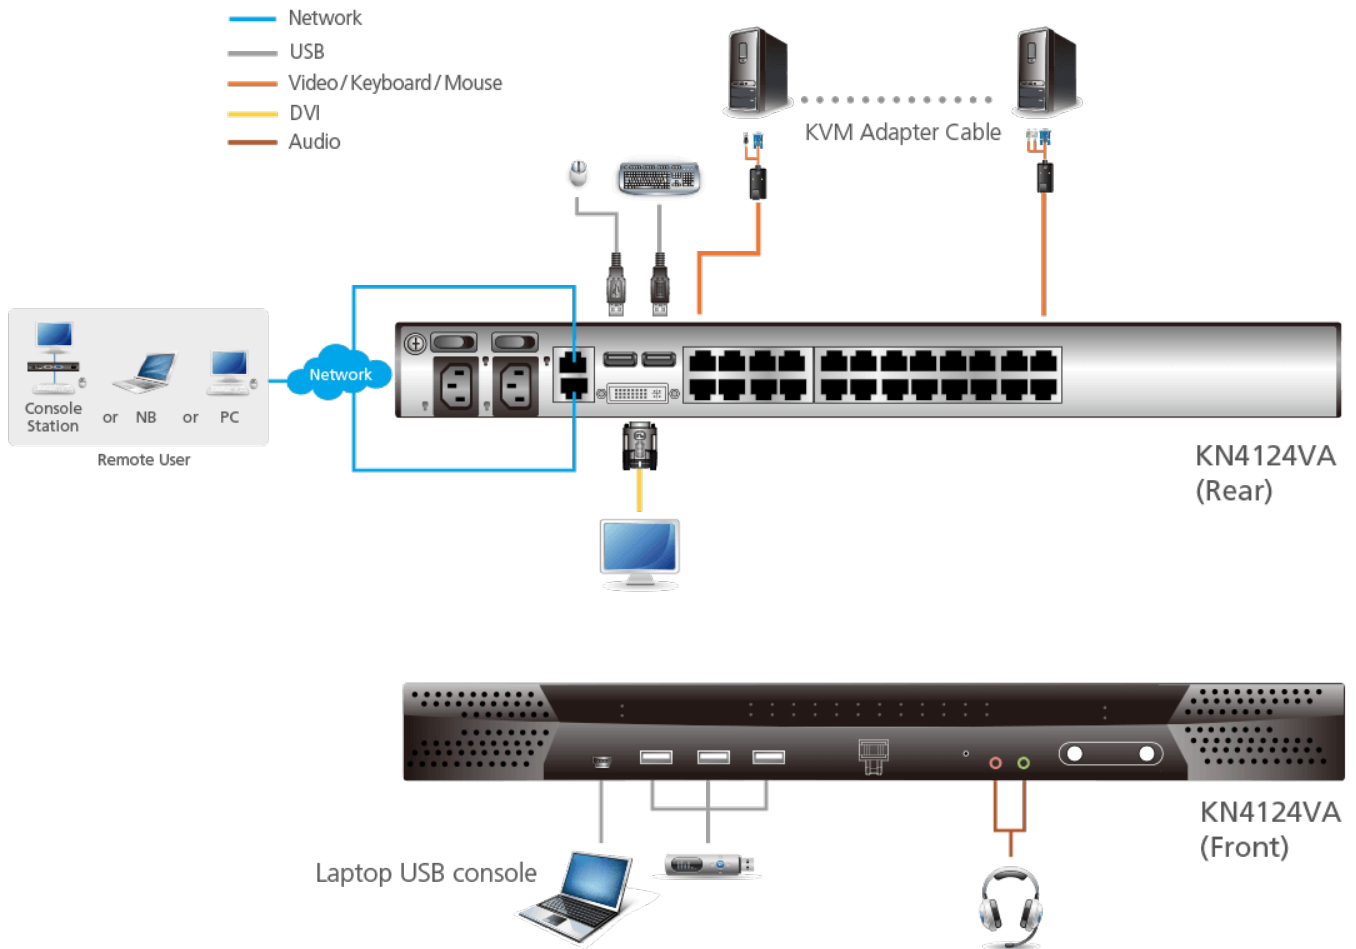 Network
USB
Video/Keyboard/Mouse
DVI
Audio
KVM Adapter Cable
Network
Console
Station
or
NB
or
PC
Remote User
KN4124VA
(Rear)
KN4124VA
(Front)
Laptop USB console